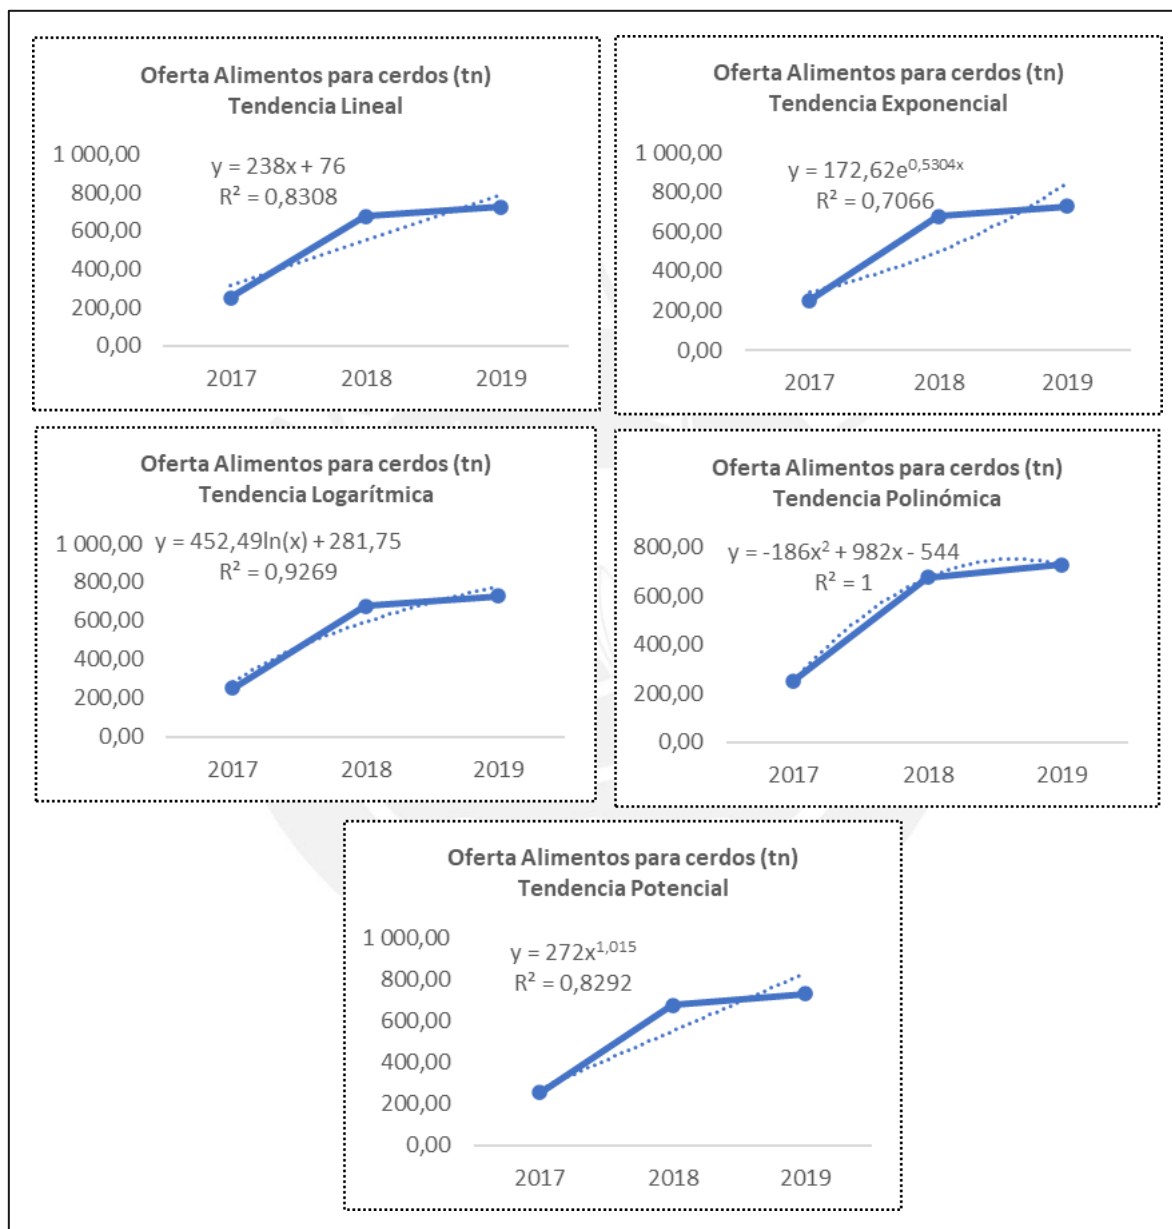 Oferta Alimentos para cerdos (tn)
Tendencia Lineal
y = 238x + 76
R² = 0,8308
1 000,00
800,00
600,00
400,00
200,00
0,00
2017 2018 2019
Oferta Alimentos para cerdos (tn)
Tendencia Exponencial
y = 172,62e^0,5304x
R² = 0,7066
1 000,00
800,00
600,00
400,00
200,00
0,00
2017 2018 2019
Oferta Alimentos para cerdos (tn)
Tendencia Logarítmica
y = 452,49ln(x) + 281,75
R² = 0,9269
1 000,00
800,00
600,00
400,00
200,00
0,00
2017 2018 2019
Oferta Alimentos para cerdos (tn)
Tendencia Polinómica
y = -186x² + 982x - 544
R² = 1
800,00
600,00
400,00
200,00
0,00
2017 2018 2019
Oferta Alimentos para cerdos (tn)
Tendencia Potencial
y = 272x^1,015
R² = 0,8292
1 000,00
800,00
600,00
400,00
200,00
0,00
2017 2018 2019